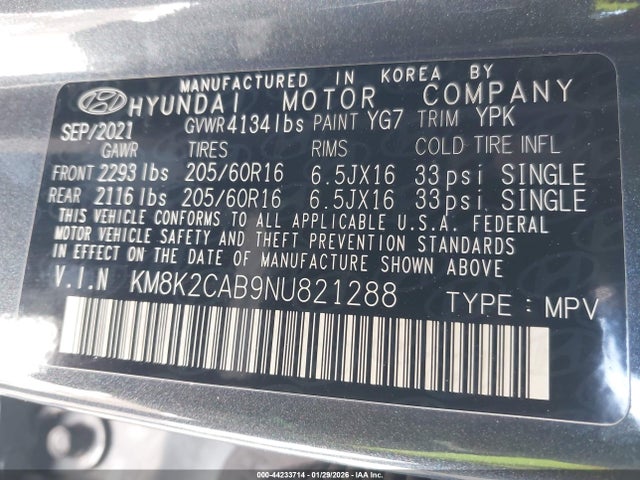 MANUFACTURED IN KOREA BY
HYUNDAI MOTOR COMPANY
SEP/2021 GVWR 4134 lbs PAINT YG7 TRIM YPK
GAWR TIRES RIMS COLD TIRE INFL
FRONT 2293 lbs 205/60R16 6.5JX16 33 psi SINGLE
REAR 2116 lbs 205/60R16 6.5JX16 33 psi SINGLE
THIS VEHICLE CONFORMS TO ALL APPLICABLE U.S.A. FEDERAL
MOTOR VEHICLE SAFETY AND THEFT PREVENTION STANDARDS
IN EFFECT ON THE DATE OF MANUFACTURE SHOWN ABOVE
V.I.N KM8K2CAB9NU821288 TYPE : MPV
000-44233714 - 01/29/2026 - IAA Inc.